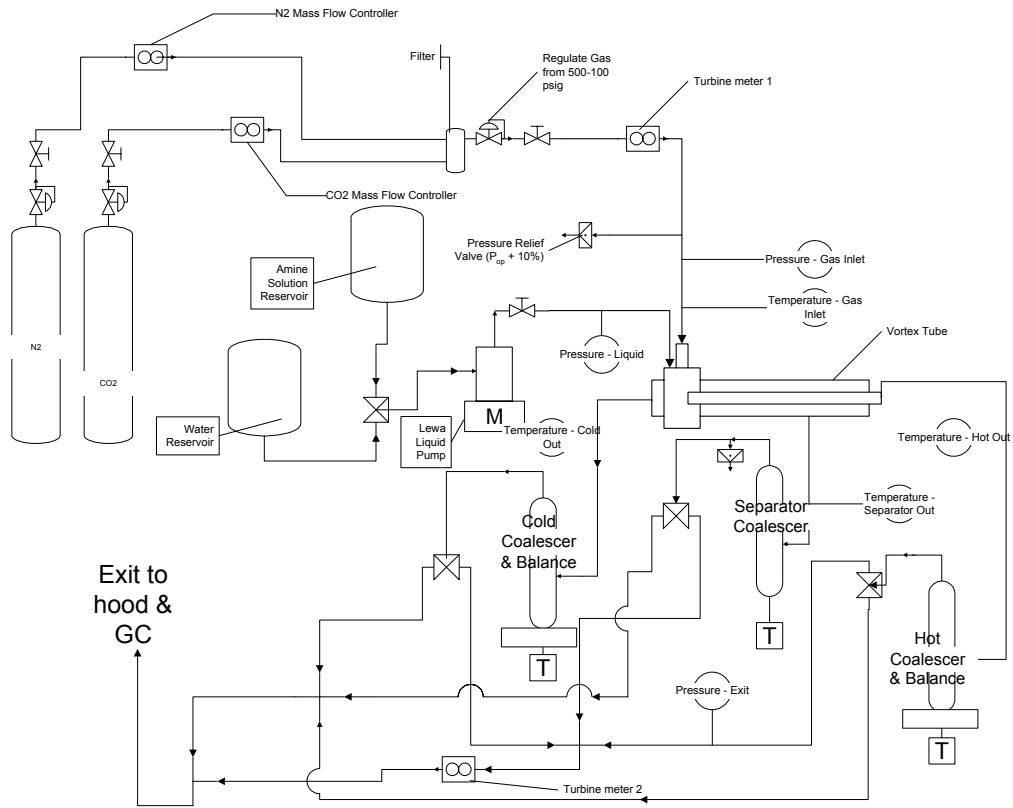 N2 Mass Flow Controller
Filter
Regulate Gas
from 500-100
psig
Turbine meter 1
CO2 Mass Flow Controller
Pressure Relief
Valve (Pop + 10%)
Pressure - Gas Inlet
Temperature - Gas
Inlet
Amine
Solution
Reservoir
Vortex Tube
N2
CO2
Pressure - Liquid
Water
Reservoir
Lewa
Liquid
Pump
M
Temperature - Cold
Out
Temperature - Hot Out
Temperature -
Separator Out
Separator
Coalescer
Cold
Coalescer
& Balance
Exit to
hood &
GC
T
T
Hot
Coalescer
& Balance
Pressure - Exit
T
Turbine meter 2